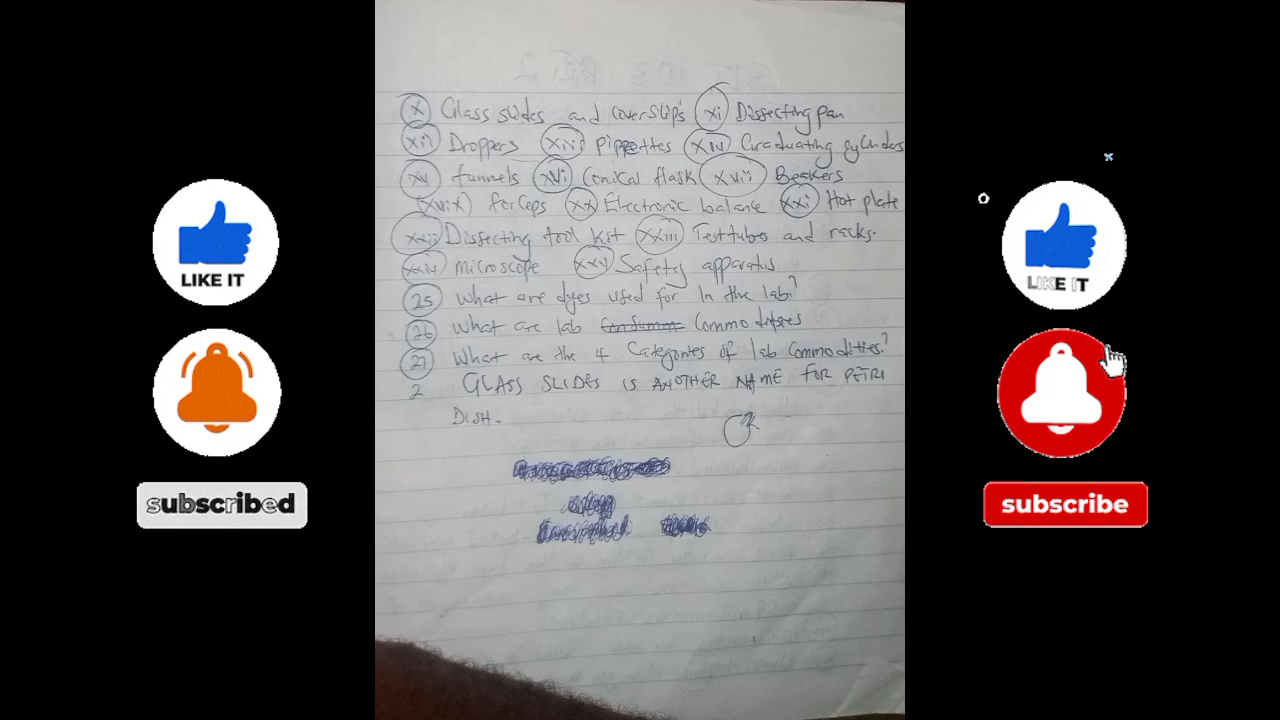 (x) Glass slides and coverslips (xi) Dissecting pan
(xii) Droppers (xiii) Pippettes (xiv) Graduating cylinders
(xv) funnels (xvi) Conical flask (xvii) Beakers
(xvix) forceps (xx) Electronic balance (xxi) Hot plate
(xxii) Dissecting tool kit (xxiii) Test tubes and racks.
(xxiv) microscope (xxv) Safety apparatus
(25) What are dyes used for in the lab?
(26) What are lab Commodities
(27) What are the 4 Categories of lab Commodities?
2 GLASS SLIDES IS ANOTHER NAME FOR PETRI
DISH.
LIKE IT
subscribed
LIKE IT
subscribe